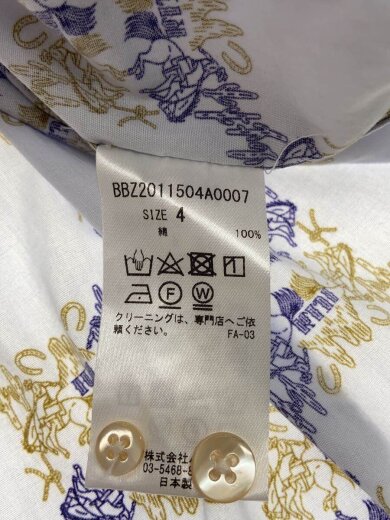 BBZ2011504A0007
SIZE 4
綿 100%
F W
クリーニングは、専門店へご依
頼ください。 FA-03
株式会社
03-5468-8
日本製